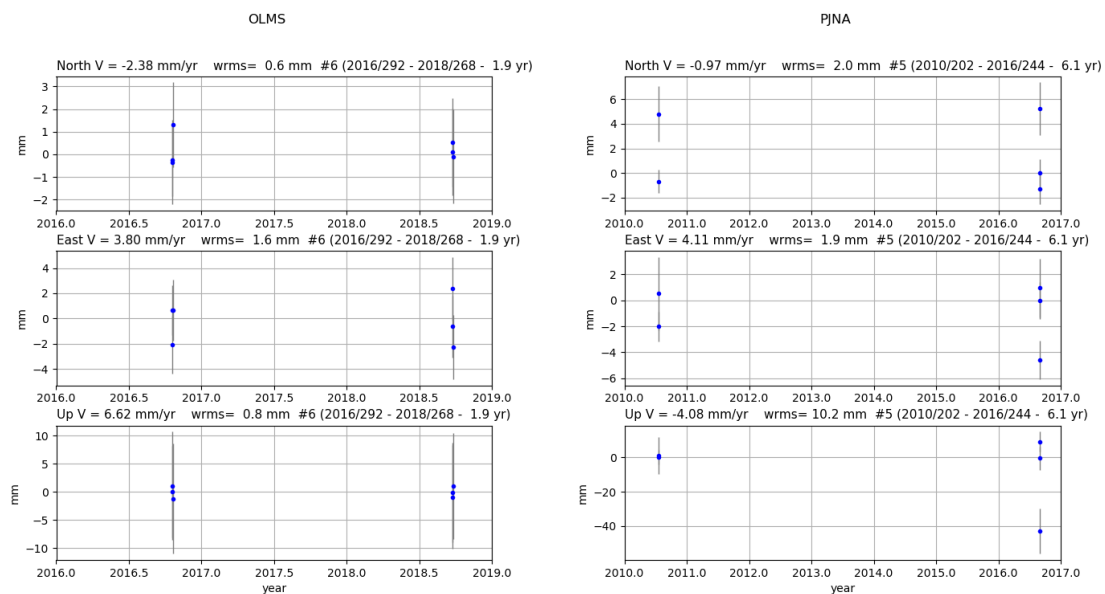 OLMS
North V = -2.38 mm/yr    wrms=  0.6 mm  #6 (2016/292 - 2018/268 -  1.9 yr)
3
2
1
0
−1
−2
mm
2016.0 2016.5 2017.0 2017.5 2018.0 2018.5 2019.0
East V = 3.80 mm/yr    wrms=  1.6 mm  #6 (2016/292 - 2018/268 -  1.9 yr)
4
2
0
−2
−4
mm
2016.0 2016.5 2017.0 2017.5 2018.0 2018.5 2019.0
Up V = 6.62 mm/yr    wrms=  0.8 mm  #6 (2016/292 - 2018/268 -  1.9 yr)
10
5
0
−5
−10
mm
2016.0 2016.5 2017.0 2017.5 2018.0 2018.5 2019.0
year
PJNA
North V = -0.97 mm/yr    wrms=  2.0 mm  #5 (2010/202 - 2016/244 -  6.1 yr)
6
4
2
0
−2
mm
2010.0 2011.0 2012.0 2013.0 2014.0 2015.0 2016.0 2017.0
East V = 4.11 mm/yr    wrms=  1.9 mm  #5 (2010/202 - 2016/244 -  6.1 yr)
2
0
−2
−4
−6
mm
2010.0 2011.0 2012.0 2013.0 2014.0 2015.0 2016.0 2017.0
Up V = -4.08 mm/yr    wrms= 10.2 mm  #5 (2010/202 - 2016/244 -  6.1 yr)
0
−20
−40
mm
2010.0 2011.0 2012.0 2013.0 2014.0 2015.0 2016.0 2017.0
year